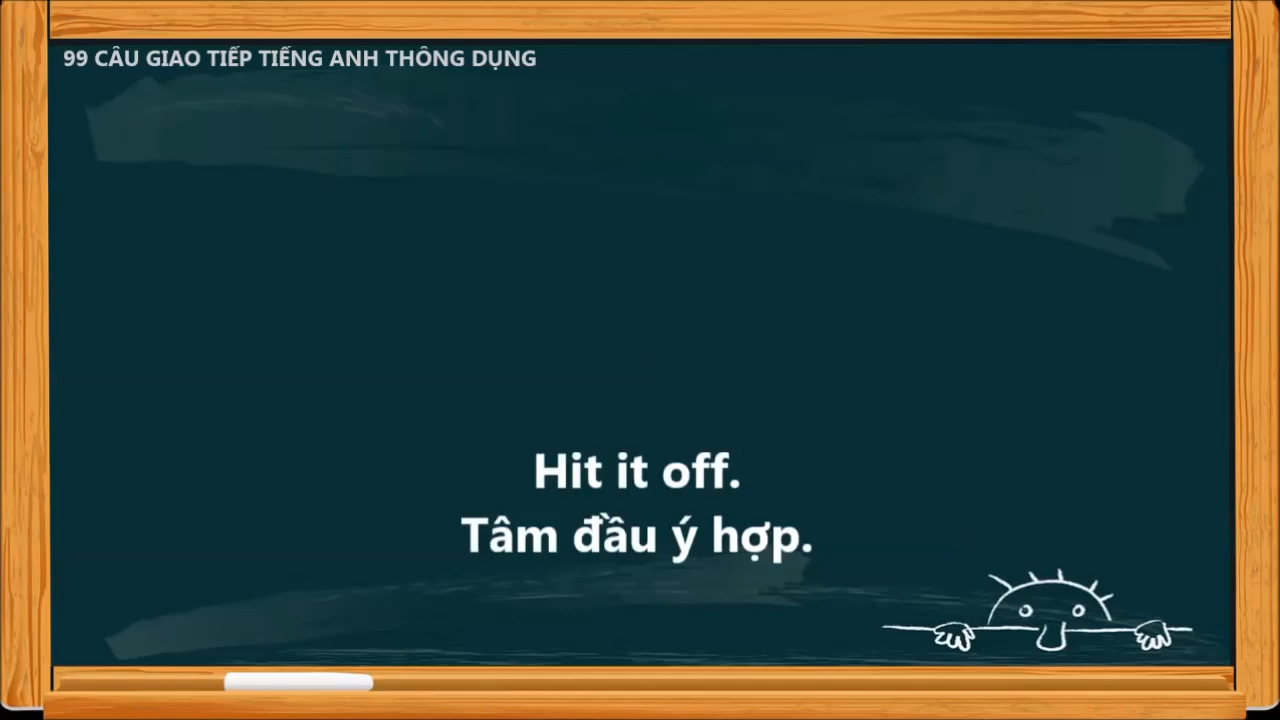 99 CÂU GIAO TIẾP TIẾNG ANH THÔNG DỤNG
Hit it off.
Tâm đầu ý hợp.